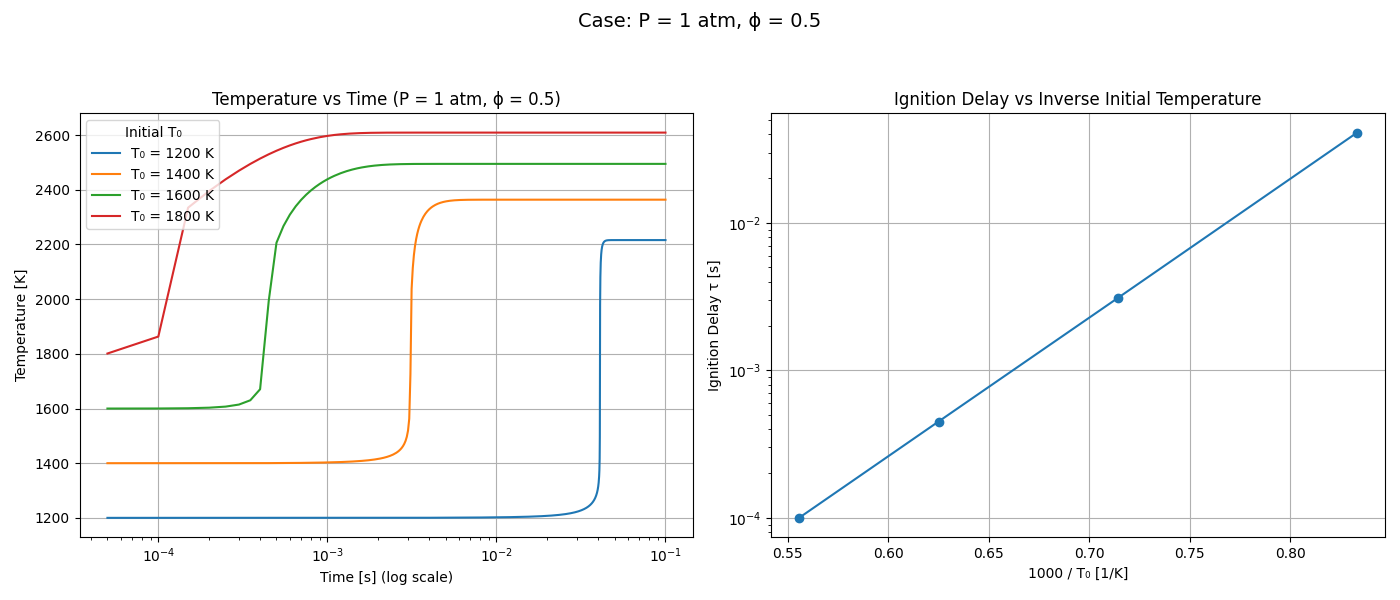 Case: P = 1 atm, ϕ = 0.5
Temperature vs Time (P = 1 atm, ϕ = 0.5)
Temperature [K]
2600
2400
2200
2000
1800
1600
1400
1200
Initial T₀
T₀ = 1200 K
T₀ = 1400 K
T₀ = 1600 K
T₀ = 1800 K
10⁻⁴
10⁻³
10⁻²
10⁻¹
Time [s] (log scale)
Ignition Delay vs Inverse Initial Temperature
Ignition Delay τ [s]
10⁻²
10⁻³
10⁻⁴
0.55
0.60
0.65
0.70
0.75
0.80
1000 / T₀ [1/K]